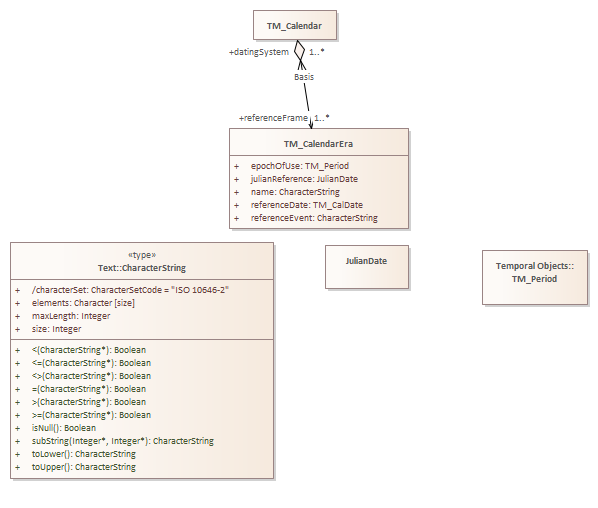 TM_Calendar
+datingSystem 1..*
Basis
+referenceFrame 1..*
TM_CalendarEra
+ epochOfUse: TM_Period
+ julianReference: JulianDate
+ name: CharacterString
+ referenceDate: TM_CalDate
+ referenceEvent: CharacterString
«type»
Text::CharacterString
+ /characterSet: CharacterSetCode = "ISO 10646-2"
+ elements: Character [size]
+ maxLength: Integer
+ size: Integer
+ <(CharacterString*): Boolean
+ <=(CharacterString*): Boolean
+ <>(CharacterString*): Boolean
+ =(CharacterString*): Boolean
+ >(CharacterString*): Boolean
+ >=(CharacterString*): Boolean
+ isNull(): Boolean
+ subString(Integer*, Integer*): CharacterString
+ toLower(): CharacterString
+ toUpper(): CharacterString
JulianDate
Temporal Objects::
TM_Period